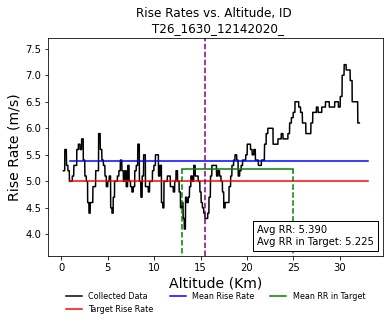 Rise Rates vs. Altitude, ID
T26_1630_12142020_
Rise Rate (m/s)
7.5
7.0
6.5
6.0
5.5
5.0
4.5
4.0
Avg RR: 5.390
Avg RR in Target: 5.225
0 5 10 15 20 25 30
Altitude (Km)
Collected Data Mean Rise Rate Mean RR in Target
Target Rise Rate